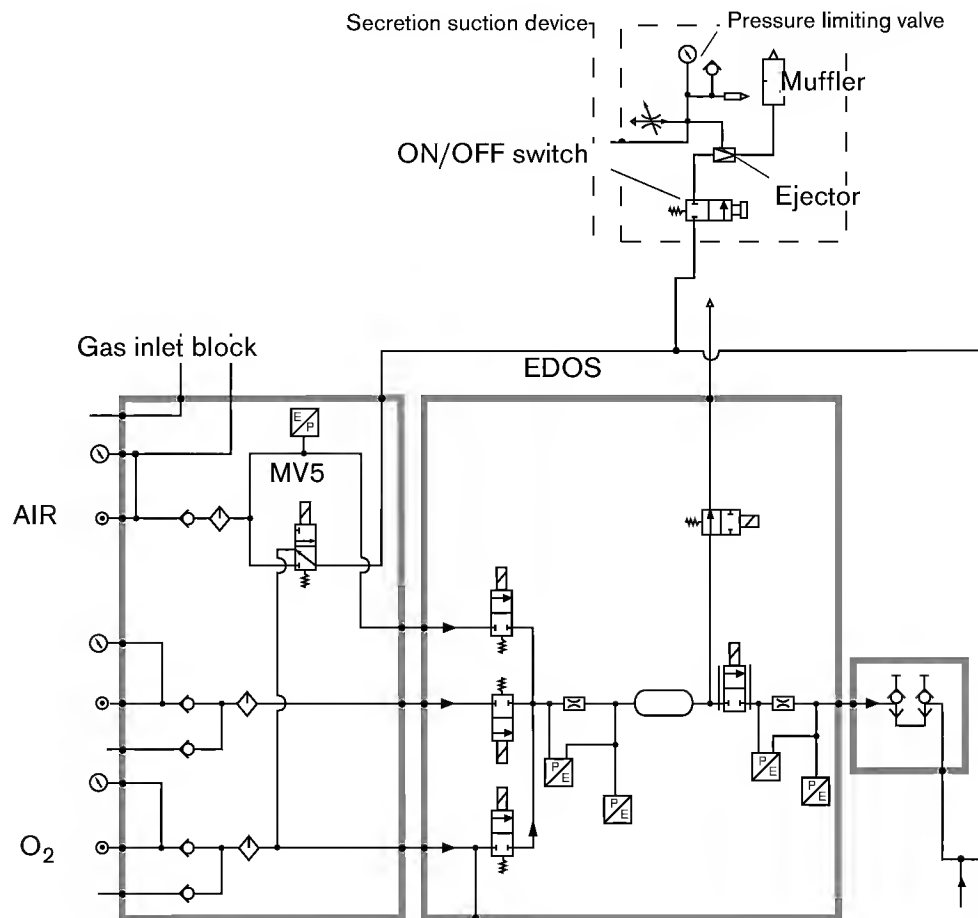 Secretion suction device
Pressure limiting valve
Muffler
ON/OFF switch
Ejector
Gas inlet block
EDOS
E
P
MV5
AIR
P
E
P
E
P
E
P
E
O2